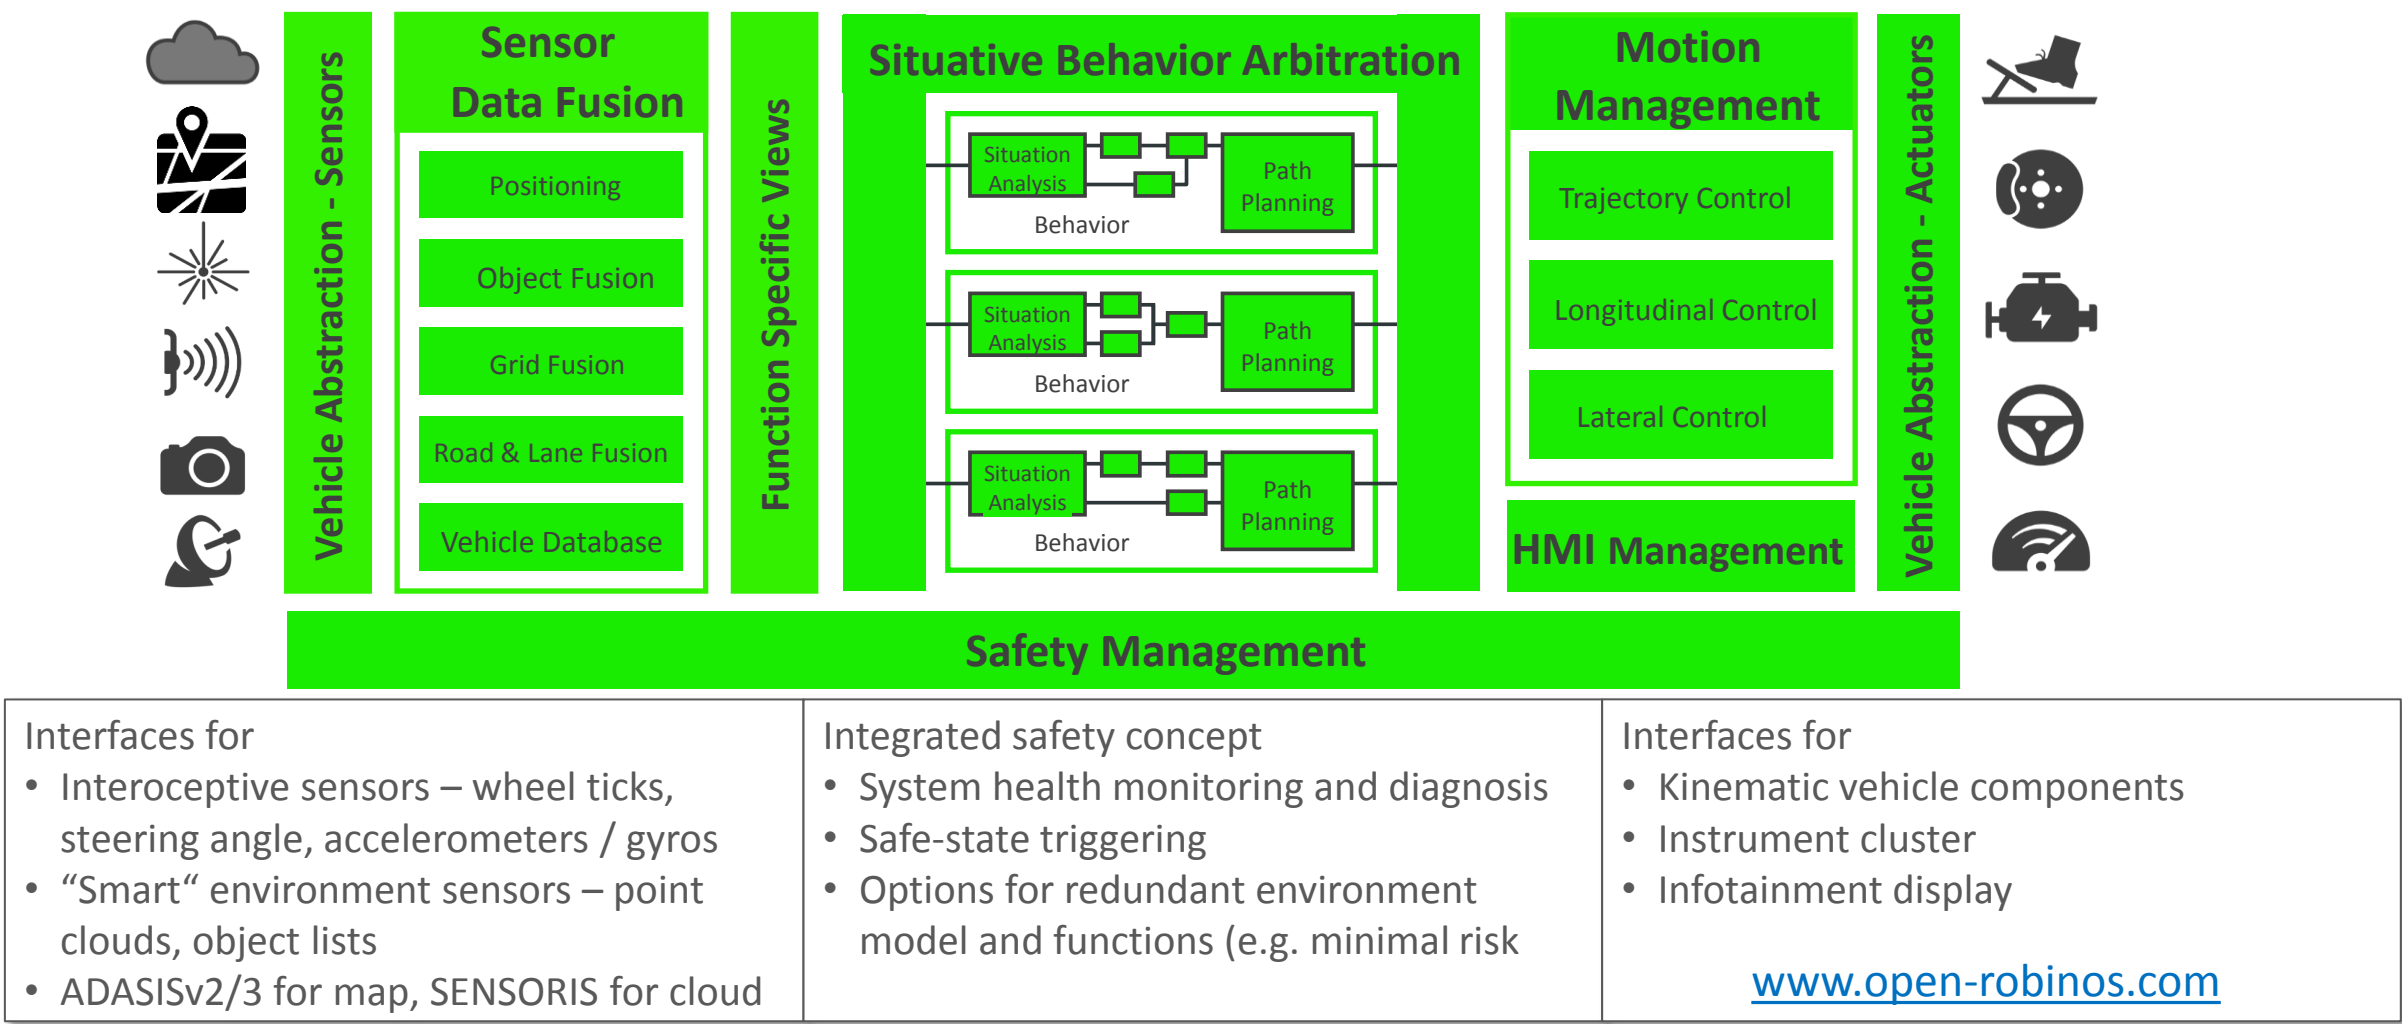 Vehicle Abstraction - Sensors
Sensor
Data Fusion
Positioning
Object Fusion
Grid Fusion
Road & Lane Fusion
Vehicle Database
Function Specific Views
Situative Behavior Arbitration
Situation
Analysis
Path
Planning
Behavior
Situation
Analysis
Path
Planning
Behavior
Situation
Analysis
Path
Planning
Behavior
Motion
Management
Trajectory Control
Longitudinal Control
Lateral Control
HMI Management
Vehicle Abstraction - Actuators
Safety Management
Interfaces for
• Interoceptive sensors – wheel ticks,
steering angle, accelerometers / gyros
• “Smart“ environment sensors – point
clouds, object lists
• ADASISv2/3 for map, SENSORIS for cloud
Integrated safety concept
• System health monitoring and diagnosis
• Safe-state triggering
• Options for redundant environment
model and functions (e.g. minimal risk
Interfaces for
• Kinematic vehicle components
• Instrument cluster
• Infotainment display
www.open-robinos.com